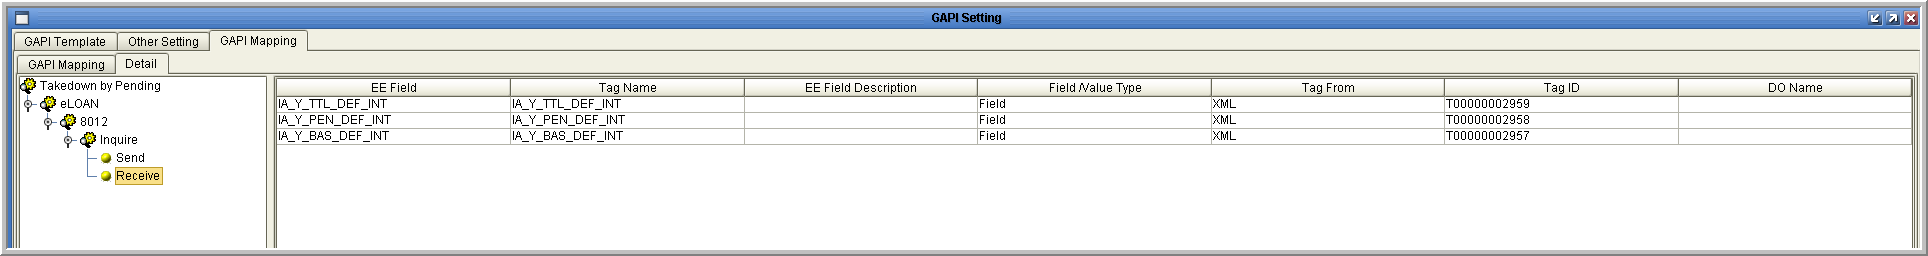 GAPI Setting
GAPI Template Other Setting GAPI Mapping
GAPI Mapping Detail
Takedown by Pending
eLOAN
8012
Inquire
Send
Receive
EE Field Tag Name EE Field Description Field /Value Type Tag From Tag ID DO Name
IA_Y_TTL_DEF_INT IA_Y_TTL_DEF_INT Field XML T00000002959
IA_Y_PEN_DEF_INT IA_Y_PEN_DEF_INT Field XML T00000002958
IA_Y_BAS_DEF_INT IA_Y_BAS_DEF_INT Field XML T00000002957